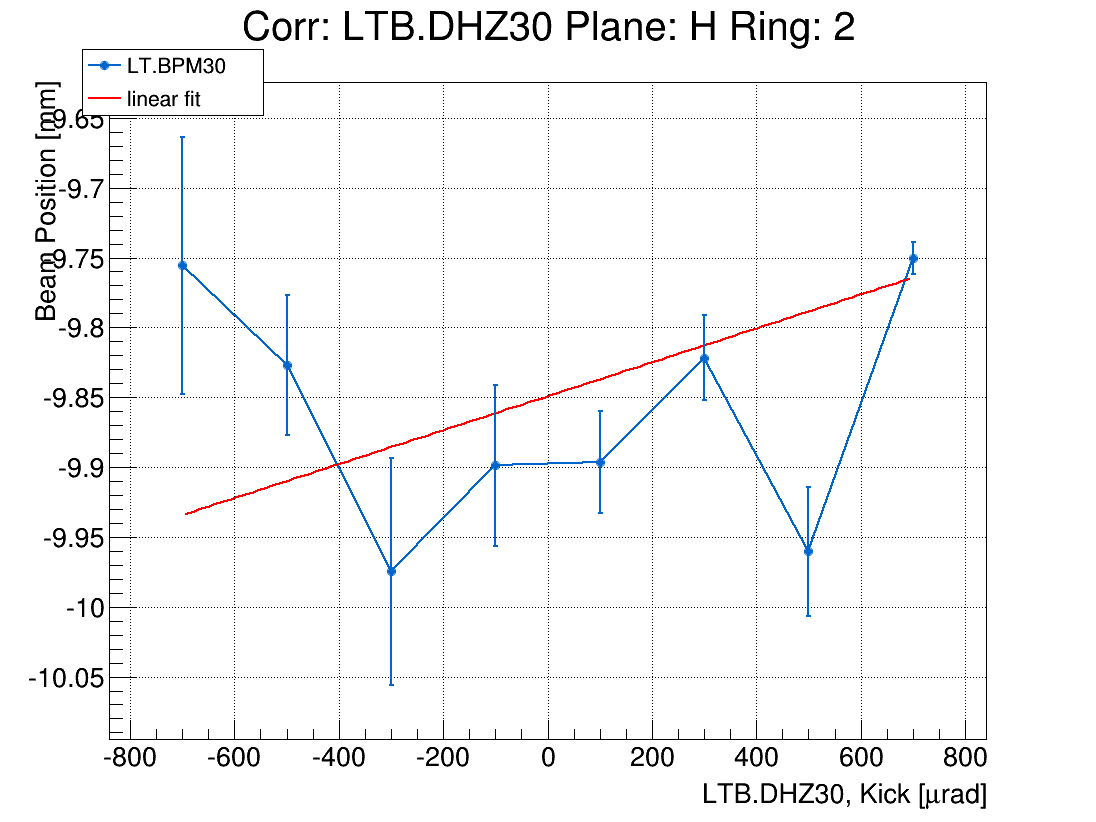 Corr: LTB.DHZ30 Plane: H Ring: 2
LT.BPM30
linear fit
Beam Position [mm]
-9.65
-9.7
-9.75
-9.8
-9.85
-9.9
-9.95
-10
-10.05
-800 -600 -400 -200 0 200 400 600 800
LTB.DHZ30, Kick [μrad]